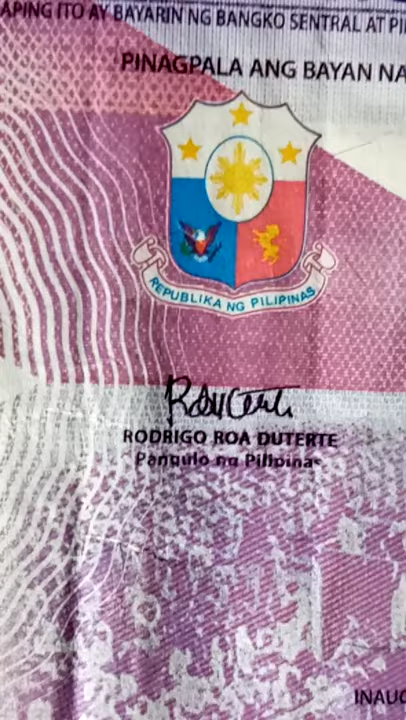 APING ITO AY BAYARIN NG BANGKO SENTRAL AT PI
PINAGPALA ANG BAYAN NA
REPUBLIKA NG PILIPINAS
RODRIGO ROA DUTERTE
Pangulo ng Pilipinas
INAUG